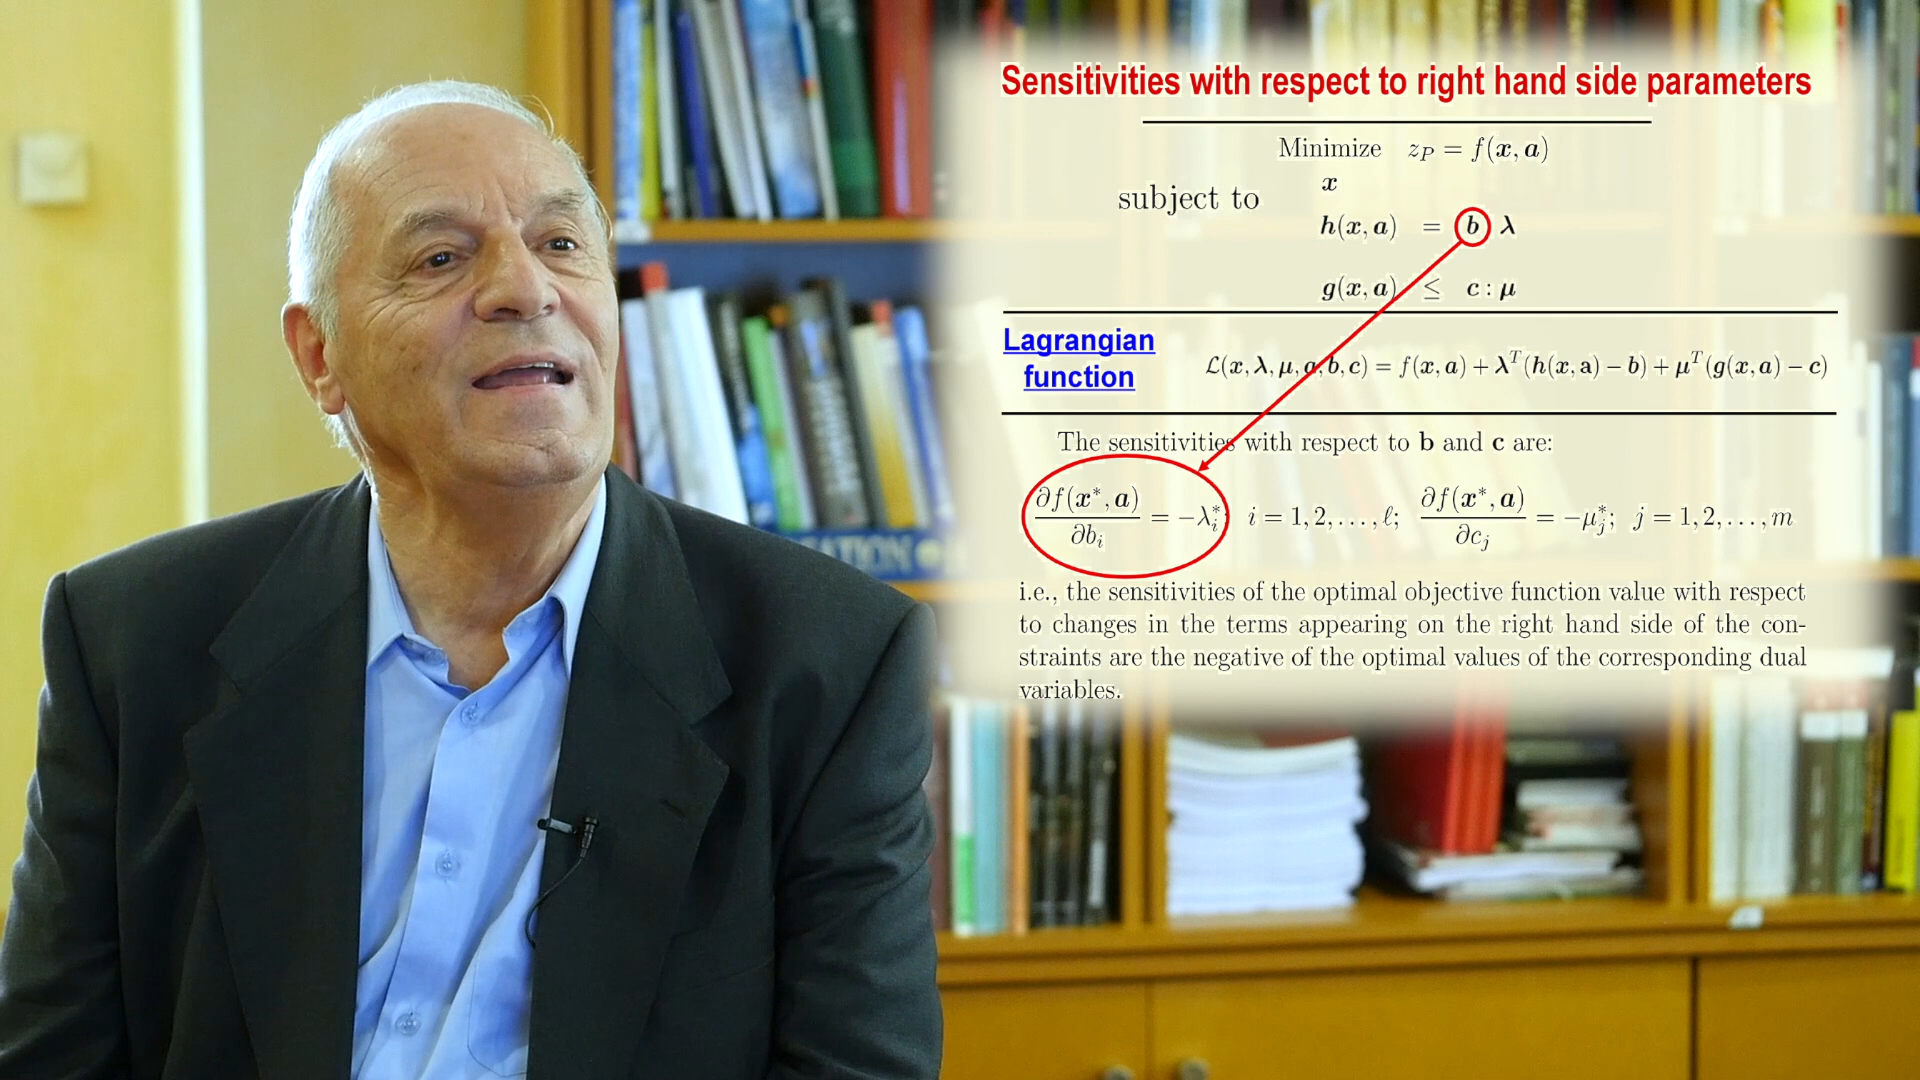 Sensitivities with respect to right hand side parameters
Minimize z_P = f(x, a)
x
subject to
h(x, a) = b λ
g(x, a) ≤ c : μ
Lagrangian
function
ℒ(x, λ, μ, a, b, c) = f(x, a) + λ^T (h(x, a) − b) + μ^T (g(x, a) − c)
The sensitivities with respect to b and c are:
∂f(x*, a)/∂b_i = −λ_i*; i = 1, 2, …, ℓ; ∂f(x*, a)/∂c_j = −μ_j*; j = 1, 2, …, m
i.e., the sensitivities of the optimal objective function value with respect
to changes in the terms appearing on the right hand side of the con-
straints are the negative of the optimal values of the corresponding dual
variables.